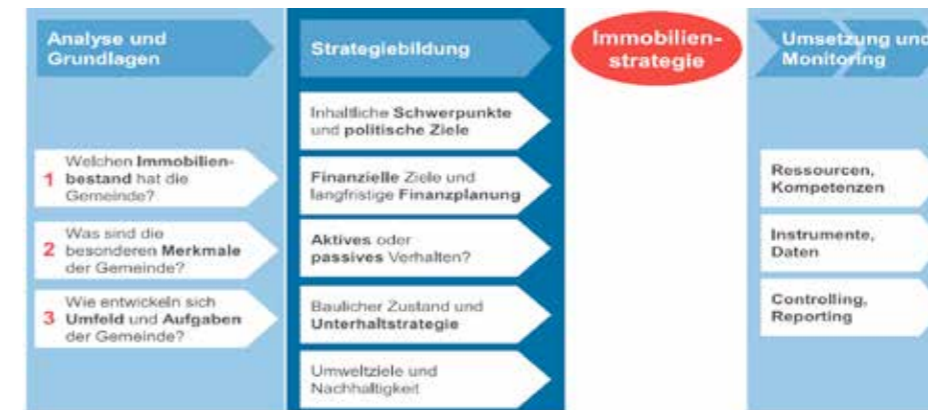 Analyse und
Grundlagen
1 Welchen Immobilien-
bestand hat die
Gemeinde?
2 Was sind die
besonderen Merkmale
der Gemeinde?
3 Wie entwickeln sich
Umfeld und Aufgaben
der Gemeinde?
Strategiebildung
Inhaltliche Schwerpunkte
und politische Ziele
Finanzielle Ziele und
langfristige Finanzplanung
Aktives oder
passives Verhalten?
Baulicher Zustand und
Unterhaltstrategie
Umweltziele und
Nachhaltigkeit
Immobilien-
strategie
Umsetzung und
Monitoring
Ressourcen,
Kompetenzen
Instrumente,
Daten
Controlling,
Reporting